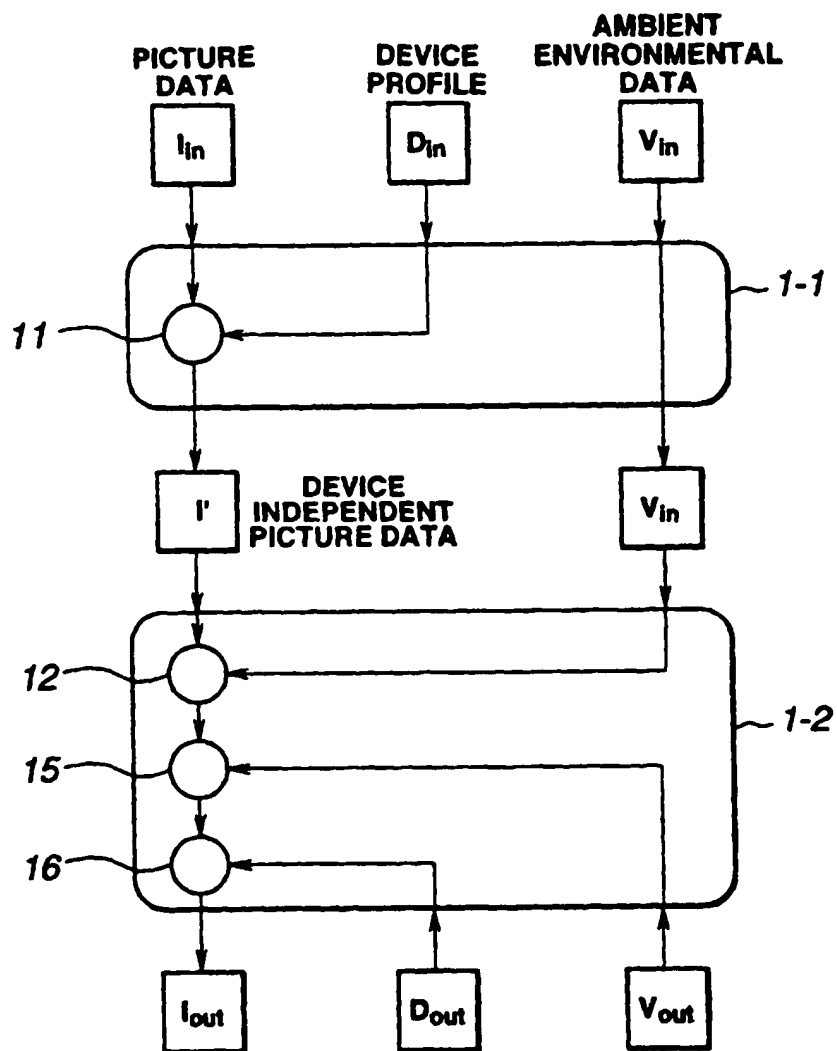 PICTURE
DATA
DEVICE
PROFILE
AMBIENT
ENVIRONMENTAL
DATA
Iin
Din
Vin
1-1
11
I'
DEVICE
INDEPENDENT
PICTURE DATA
Vin
12
1-2
15
16
Iout
Dout
Vout